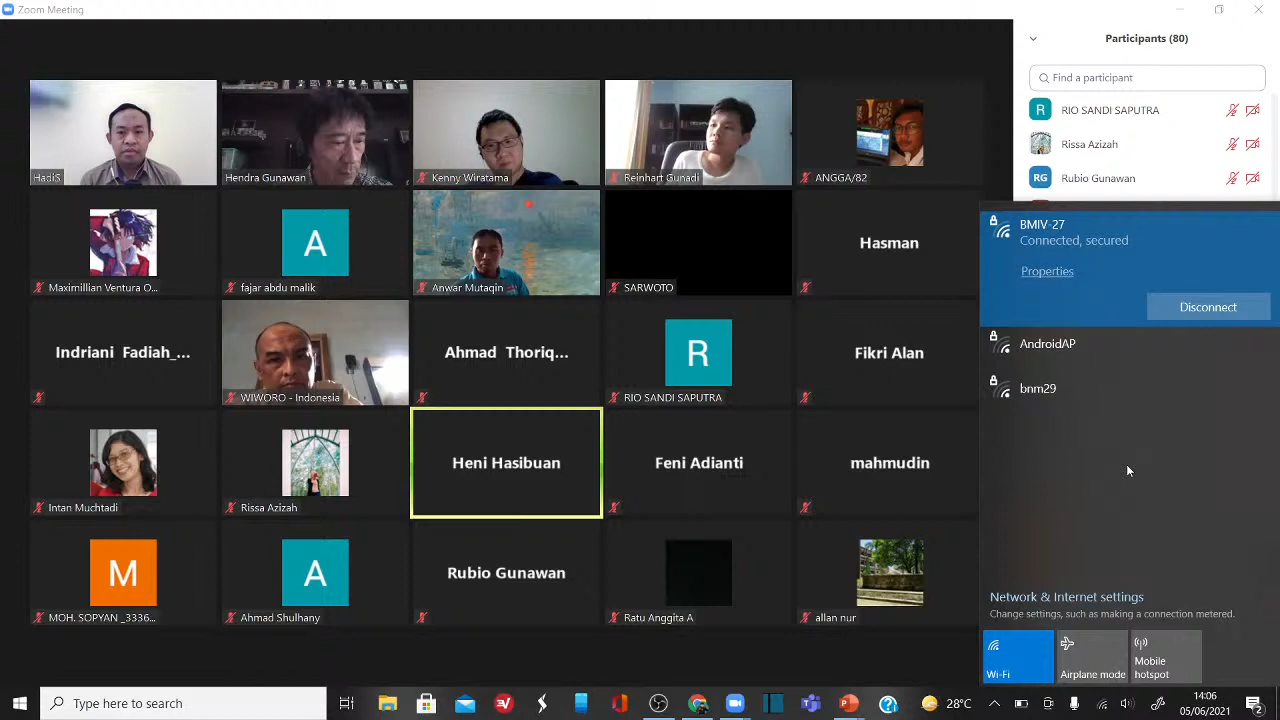 Zoom Meeting
Participants (80)
Find a participant
R RIO SANDI SAPUTRA
Rissa Azizah
RG Rubio Gunawan
HadiS
Hendra Gunawan
Kenny Wiratama
Reinhart Gunadi
ANGGA/82
Maximillian Ventura O...
A
fajar abdu malik
Anwar Mutaqin
SARWOTO
Hasman
Indriani Fadiah_...
WIWORO - Indonesia
Ahmad Thoriq...
R
RIO SANDI SAPUTRA
Fikri Alan
Intan Muchtadi
Rissa Azizah
Heni Hasibuan
Feni Adianti
mahmudin
M
MOH. SOPYAN _3336...
A
Ahmad Shulhany
Rubio Gunawan
Ratu Anggita A
allan nur
BMIV-27
Connected, secured
Properties
Disconnect
AndroidAP
bnm29
Network & Internet settings
Change settings, such as making a connection metered.
Wi-Fi
Airplane mode
Mobile
hotspot
Type here to search
28°C
14:06
05/06/2021
2